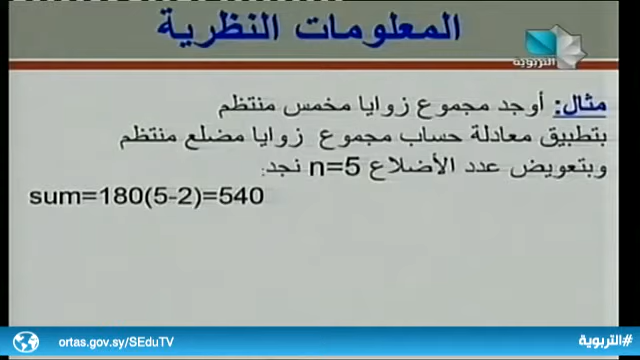 المعلومات النظرية
التربوية
مثال: أوجد مجموع زوايا مخمس منتظم
بتطبيق معادلة حساب مجموع زوايا مضلع منتظم
وبتعويض عدد الأضلاع n=5 نجد:
sum=180(5-2)=540
ortas.gov.sy/SEduTV
#التربوية